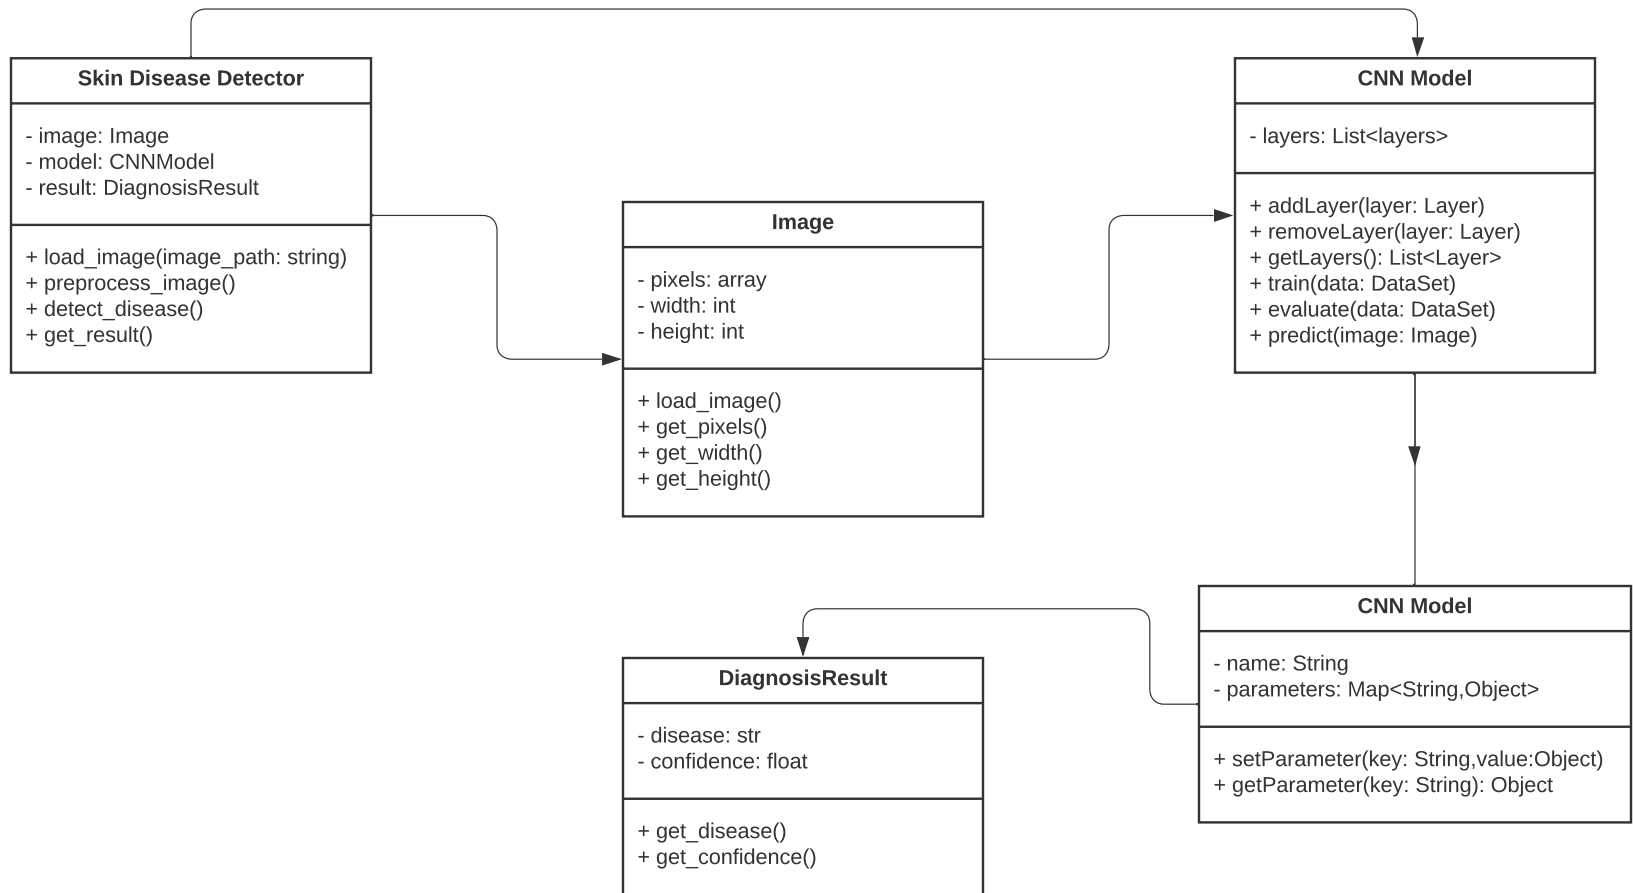 Skin Disease Detector
- image: Image
- model: CNNModel
- result: DiagnosisResult
+ load_image(image_path: string)
+ preprocess_image()
+ detect_disease()
+ get_result()
Image
- pixels: array
- width: int
- height: int
+ load_image()
+ get_pixels()
+ get_width()
+ get_height()
CNN Model
- layers: List<layers>
+ addLayer(layer: Layer)
+ removeLayer(layer: Layer)
+ getLayers(): List<Layer>
+ train(data: DataSet)
+ evaluate(data: DataSet)
+ predict(image: Image)
CNN Model
- name: String
- parameters: Map<String,Object>
+ setParameter(key: String,value:Object)
+ getParameter(key: String): Object
DiagnosisResult
- disease: str
- confidence: float
+ get_disease()
+ get_confidence()